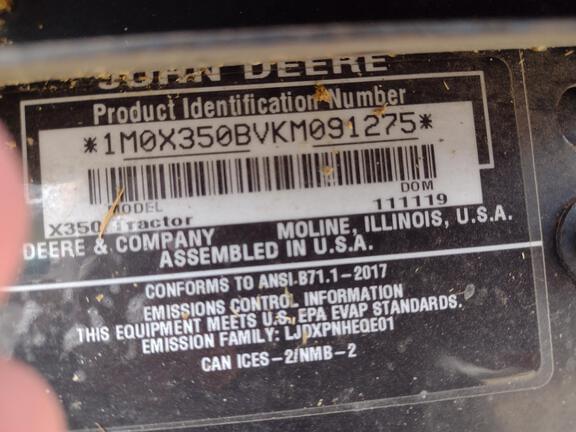 JOHN DEERE
Product Identification Number
*1M0X350BVKM091275*
MODEL DOM
X350 Tractor 111119
DEERE & COMPANY MOLINE, ILLINOIS, U.S.A.
ASSEMBLED IN U.S.A.
CONFORMS TO ANSI-B71.1-2017
EMISSIONS CONTROL INFORMATION
THIS EQUIPMENT MEETS U.S. EPA EVAP STANDARDS.
EMISSION FAMILY: LJDXPNHEQE01
CAN ICES-2/NMB-2